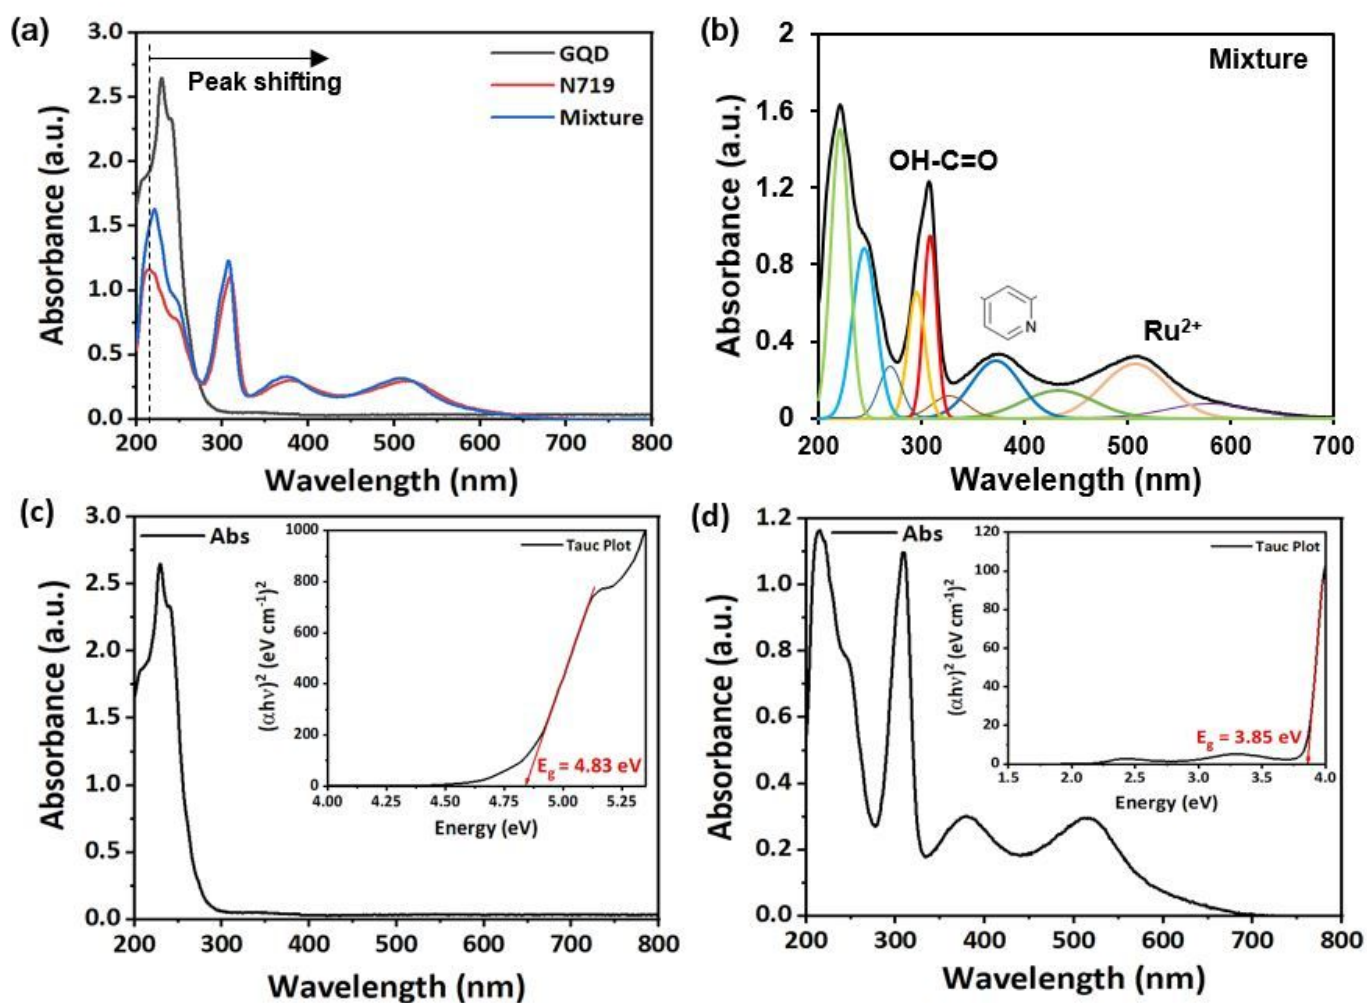 (a)
3.0
2.5
2.0
1.5
1.0
0.5
0.0
Absorbance (a.u.)
Peak shifting
GQD
N719
Mixture
200 300 400 500 600 700 800
Wavelength (nm)
(b)
2
1.6
1.2
0.8
0.4
0
Absorbance (a.u.)
Mixture
OH-C=O
N
Ru²⁺
200 300 400 500 600 700
Wavelength (nm)
(c)
3.0
2.5
2.0
1.5
1.0
0.5
0.0
Absorbance (a.u.)
Abs
1000
800
600
400
200
0
(αhν)² (eV cm⁻¹)²
Tauc Plot
E_g = 4.83 eV
4.00 4.25 4.50 4.75 5.00 5.25
Energy (eV)
200 300 400 500 600 700 800
Wavelength (nm)
(d)
1.2
1.0
0.8
0.6
0.4
0.2
0.0
Absorbance (a.u.)
Abs
120
100
80
60
40
20
0
(αhν)² (eV cm⁻¹)²
Tauc Plot
E_g = 3.85 eV
1.5 2.0 2.5 3.0 3.5 4.0
Energy (eV)
200 300 400 500 600 700 800
Wavelength (nm)